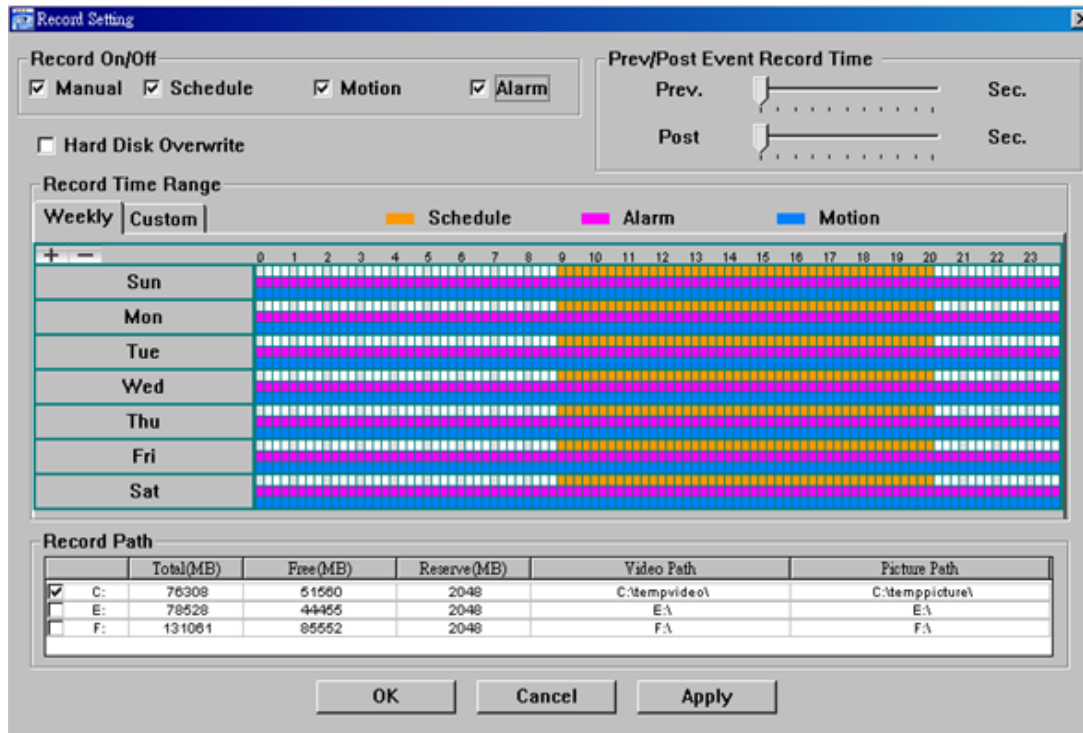 Record Setting
Record On/Off
Manual Schedule Motion Alarm
Prev/Post Event Record Time
Prev. Sec.
Post Sec.
Hard Disk Overwrite
Record Time Range
Weekly Custom Schedule Alarm Motion
+ − 0 1 2 3 4 5 6 7 8 9 10 11 12 13 14 15 16 17 18 19 20 21 22 23
Sun
Mon
Tue
Wed
Thu
Fri
Sat
Record Path
Total(MB) Free(MB) Reserve(MB) Video Path Picture Path
C: 76308 51560 2048 C:\tempvideo\ C:\temppicture\
E: 78528 44455 2048 E:\ E:\
F: 131061 85552 2048 F:\ F:\
OK Cancel Apply